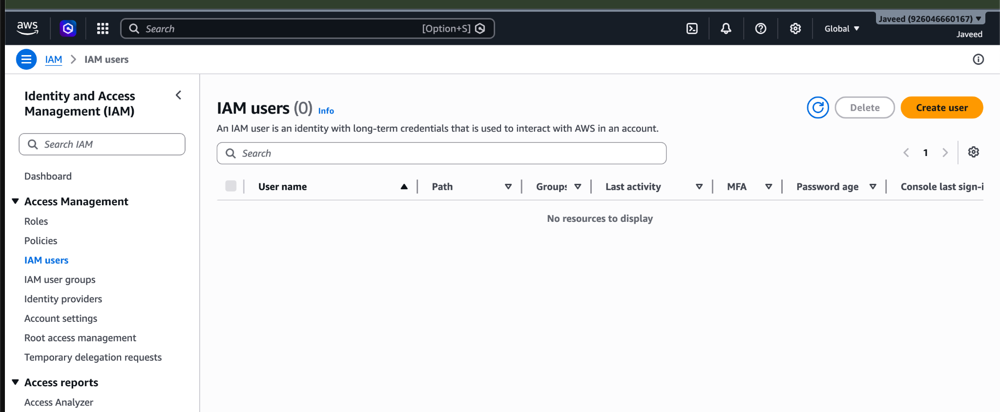 aws
Search [Option+S]
Global
Javeed (926046660167)
Javeed
IAM > IAM users
Identity and Access
Management (IAM)
Search IAM
Dashboard
Access Management
Roles
Policies
IAM users
IAM user groups
Identity providers
Account settings
Root access management
Temporary delegation requests
Access reports
Access Analyzer
IAM users (0) Info
Delete
Create user
An IAM user is an identity with long-term credentials that is used to interact with AWS in an account.
Search
1
User name Path Groups Last activity MFA Password age Console last sign-i
No resources to display